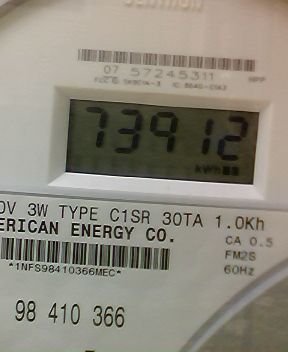 07 57245311
73912
kWh
0V 3W TYPE C1SR 30TA 1.0Kh
ERICAN ENERGY CO.
CA 0.5
FM2S
60Hz
*1NFS98410366MEC*
98 410 366